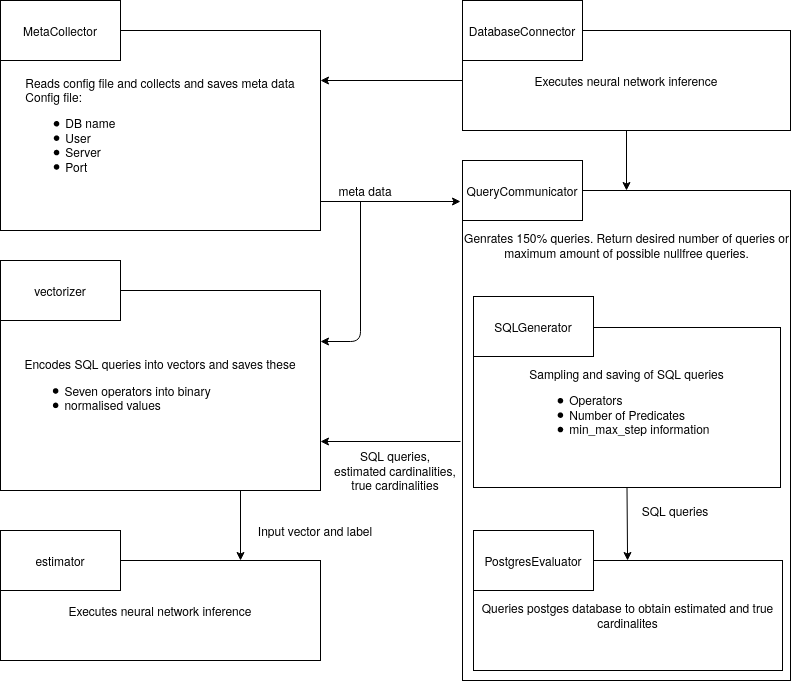 MetaCollector
Reads config file and collects and saves meta data
Config file:
● DB name
● User
● Server
● Port
DatabaseConnector
Executes neural network inference
meta data
QueryCommunicator
Genrates 150% queries. Return desired number of queries or
maximum amount of possible nullfree queries.
vectorizer
Encodes SQL queries into vectors and saves these
● Seven operators into binary
● normalised values
SQLGenerator
Sampling and saving of SQL queries
● Operators
● Number of Predicates
● min_max_step information
SQL queries,
estimated cardinalities,
true cardinalities
SQL queries
Input vector and label
estimator
Executes neural network inference
PostgresEvaluator
Queries postges database to obtain estimated and true
cardinalites